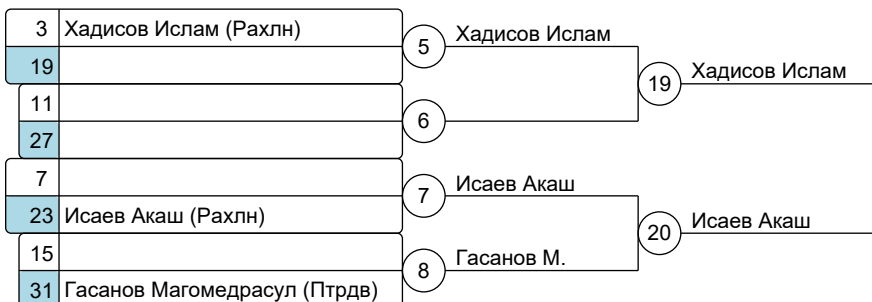 3 Хадисов Ислам (Рахлн)
5 Хадисов Ислам
19
19 Хадисов Ислам
11
6
27
7
7 Исаев Акаш
23 Исаев Акаш (Рахлн)
20 Исаев Акаш
15
8 Гасанов М.
31 Гасанов Магомедрасул (Птрдв)